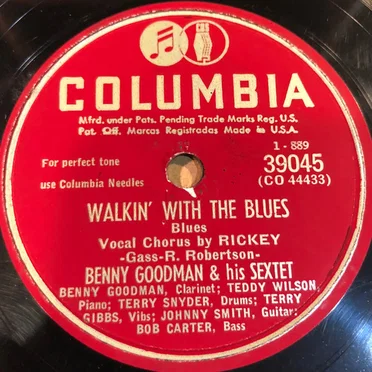 COLUMBIA
Mfrd. under Pats. Pending Trade Marks Reg. U.S.
Pat. Off. Marcas Registradas Made in U.S.A.
1 - 889
For perfect tone
39045
use Columbia Needles
(CO 44433)
WALKIN' WITH THE BLUES
Blues
Vocal Chorus by RICKEY
-Gass-R. Robertson-
BENNY GOODMAN & his SEXTET
BENNY GOODMAN, Clarinet; TEDDY WILSON,
Piano; TERRY SNYDER, Drums; TERRY
GIBBS, Vibs; JOHNNY SMITH, Guitar;
BOB CARTER, Bass